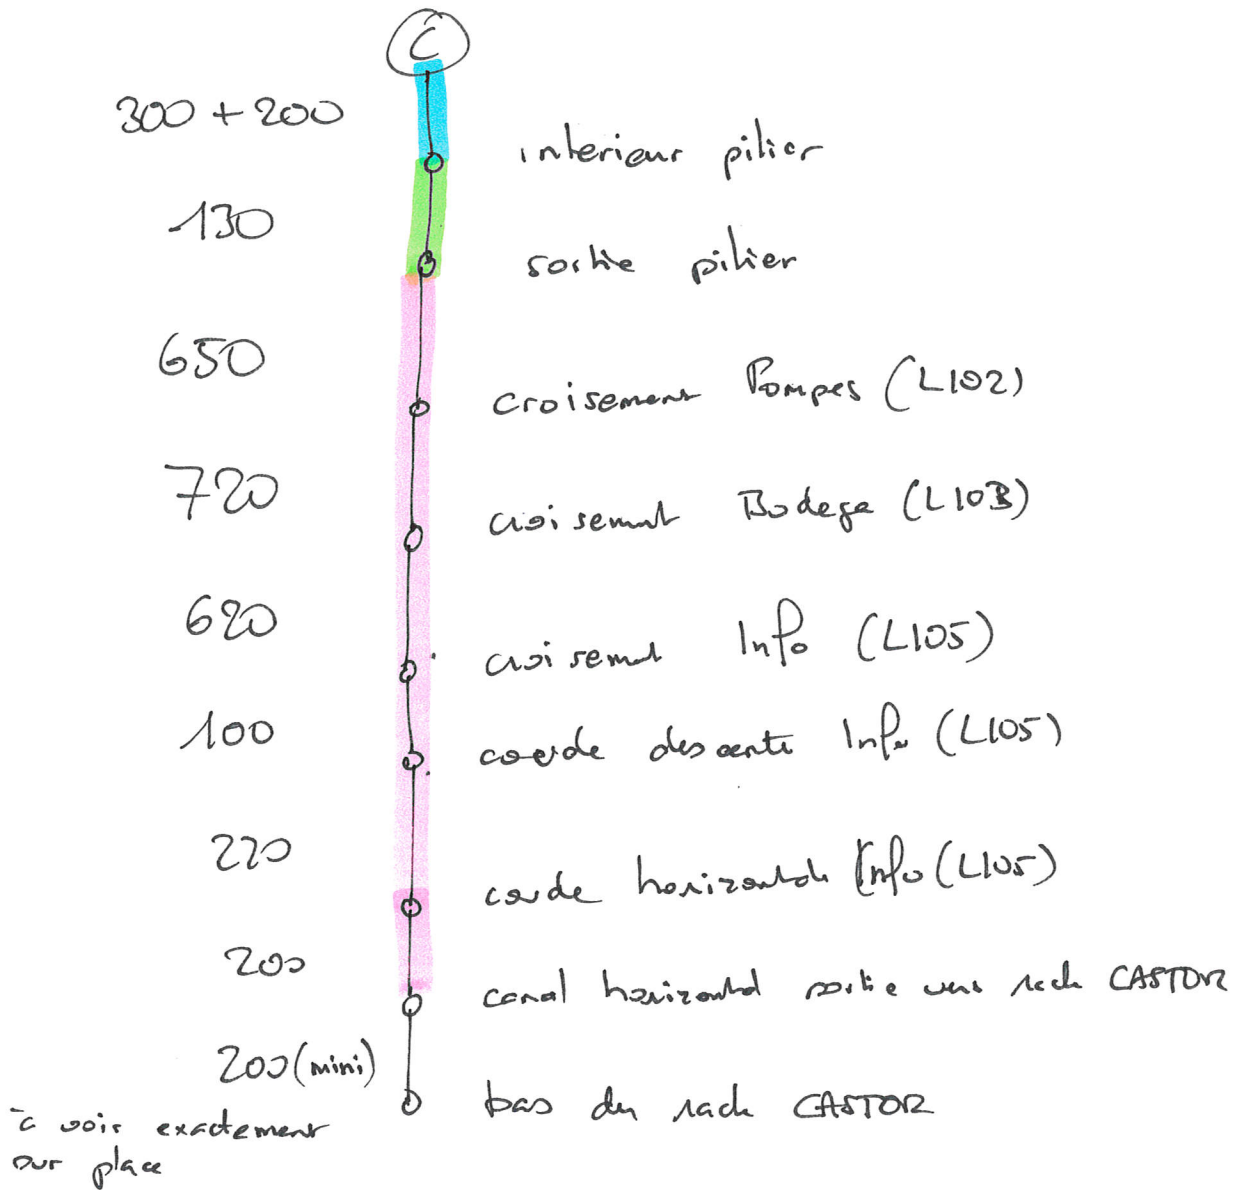 C
300 + 200
interieur pilier
130
sortie pilier
650
croisement Pompes (L102)
720
croisement Bodega (L103)
620
croisement Info (L105)
100
coude descente Info (L105)
220
coude horizontale Info (L105)
200
canal horizontal sortie vers rack CASTOR
200 (mini)
bas du rack CASTOR
à voir exactement
sur place